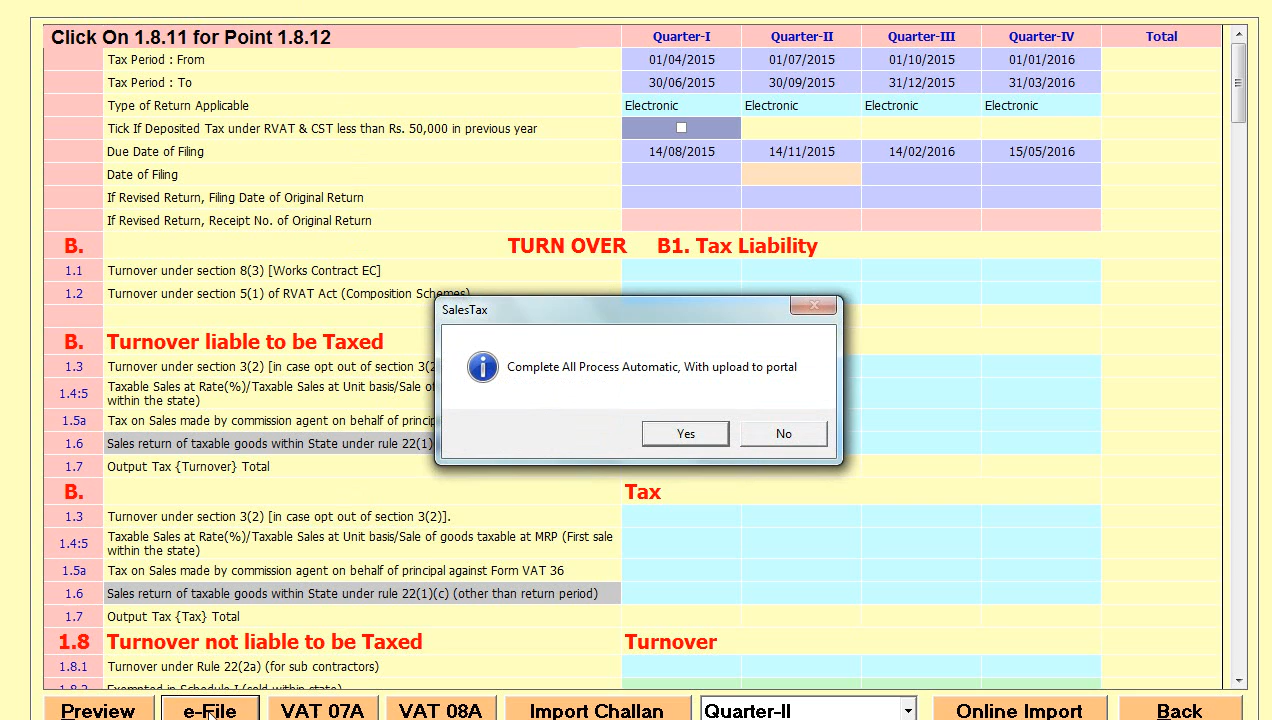 Click On 1.8.11 for Point 1.8.12 Quarter-I Quarter-II Quarter-III Quarter-IV Total
Tax Period : From 01/04/2015 01/07/2015 01/10/2015 01/01/2016
Tax Period : To 30/06/2015 30/09/2015 31/12/2015 31/03/2016
Type of Return Applicable Electronic Electronic Electronic Electronic
Tick If Deposited Tax under RVAT & CST less than Rs. 50,000 in previous year
Due Date of Filing 14/08/2015 14/11/2015 14/02/2016 15/05/2016
Date of Filing
If Revised Return, Filing Date of Original Return
If Revised Return, Receipt No. of Original Return
B. TURN OVER B1. Tax Liability
1.1 Turnover under section 8(3) [Works Contract EC]
1.2 Turnover under section 5(1) of RVAT Act (Composition Schemes)
SalesTax
Complete All Process Automatic, With upload to portal
Yes No
B. Turnover liable to be Taxed
1.3 Turnover under section 3(2) [in case opt out of section 3(2
1.4:5 Taxable Sales at Rate(%)/Taxable Sales at Unit basis/Sale of
within the state)
1.5a Tax on Sales made by commission agent on behalf of princip
1.6 Sales return of taxable goods within State under rule 22(1)
1.7 Output Tax {Turnover} Total
B. Tax
1.3 Turnover under section 3(2) [in case opt out of section 3(2)].
1.4:5 Taxable Sales at Rate(%)/Taxable Sales at Unit basis/Sale of goods taxable at MRP (First sale
within the state)
1.5a Tax on Sales made by commission agent on behalf of principal against Form VAT 36
1.6 Sales return of taxable goods within State under rule 22(1)(c) (other than return period)
1.7 Output Tax {Tax} Total
1.8 Turnover not liable to be Taxed Turnover
1.8.1 Turnover under Rule 22(2a) (for sub contractors)
1.8.2 Exempted in Schedule I (sold within state)
Preview e-File VAT 07A VAT 08A Import Challan Quarter-II Online Import Back